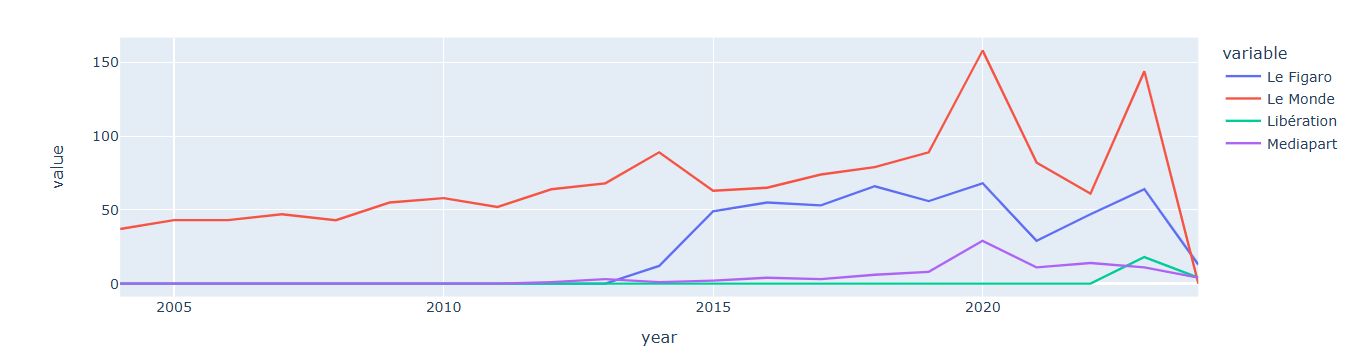 variable
Le Figaro
Le Monde
Libération
Mediapart
value
150
100
50
0
2005
2010
2015
2020
year